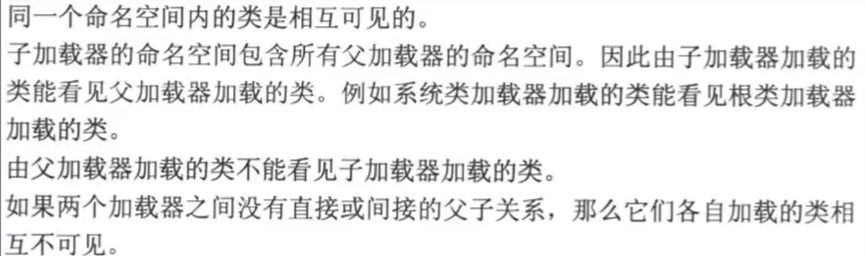 同一个命名空间内的类是相互可见的。
子加载器的命名空间包含所有父加载器的命名空间。因此由子加载器加载的
类能看见父加载器加载的类。例如系统类加载器加载的类能看见根类加载器
加载的类。
由父加载器加载的类不能看见子加载器加载的类。
如果两个加载器之间没有直接或间接的父子关系，那么它们各自加载的类相
互不可见。